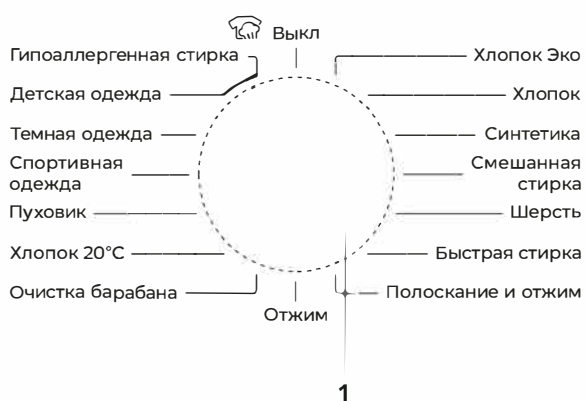 Выкл
Гипоаллергенная стирка
Детская одежда
Темная одежда
Спортивная
одежда
Пуховик
Хлопок 20°C
Очистка барабана
Отжим
Хлопок Эко
Хлопок
Синтетика
Смешанная
стирка
Шерсть
Быстрая стирка
Полоскание и отжим
1